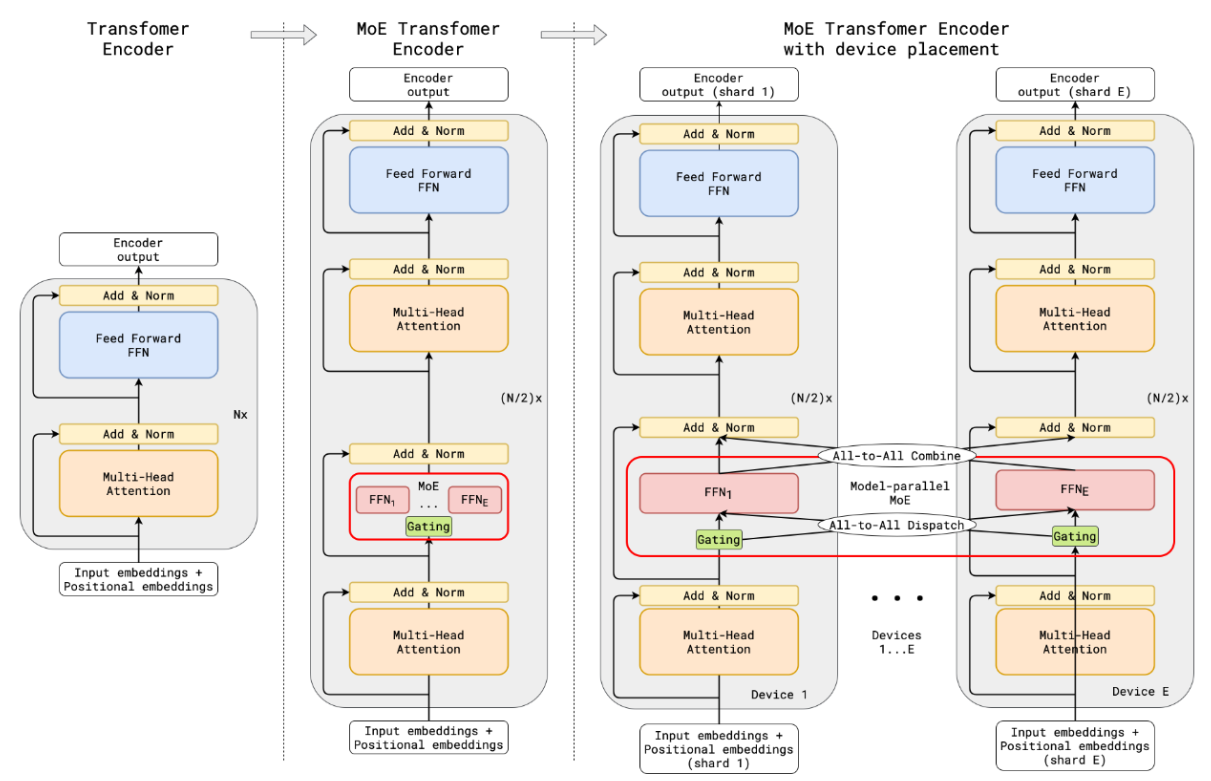 Transfomer
Encoder
MoE Transfomer
Encoder
MoE Transfomer Encoder
with device placement
Encoder
output
Add & Norm
Feed Forward
FFN
Add & Norm
Multi-Head
Attention
Nx
Input embeddings +
Positional embeddings
Encoder
output
Add & Norm
Feed Forward
FFN
Add & Norm
Multi-Head
Attention
(N/2)x
Add & Norm
MoE
FFN1
...
FFNE
Gating
Add & Norm
Multi-Head
Attention
Input embeddings +
Positional embeddings
Encoder
output (shard 1)
Add & Norm
Feed Forward
FFN
Add & Norm
Multi-Head
Attention
(N/2)x
Add & Norm
FFN1
Gating
Add & Norm
Multi-Head
Attention
Device 1
Input embeddings +
Positional embeddings
(shard 1)
All-to-All Combine
Model-parallel
MoE
All-to-All Dispatch
Devices
1...E
Encoder
output (shard E)
Add & Norm
Feed Forward
FFN
Add & Norm
Multi-Head
Attention
(N/2)x
Add & Norm
FFNE
Gating
Add & Norm
Multi-Head
Attention
Device E
Input embeddings +
Positional embeddings
(shard E)